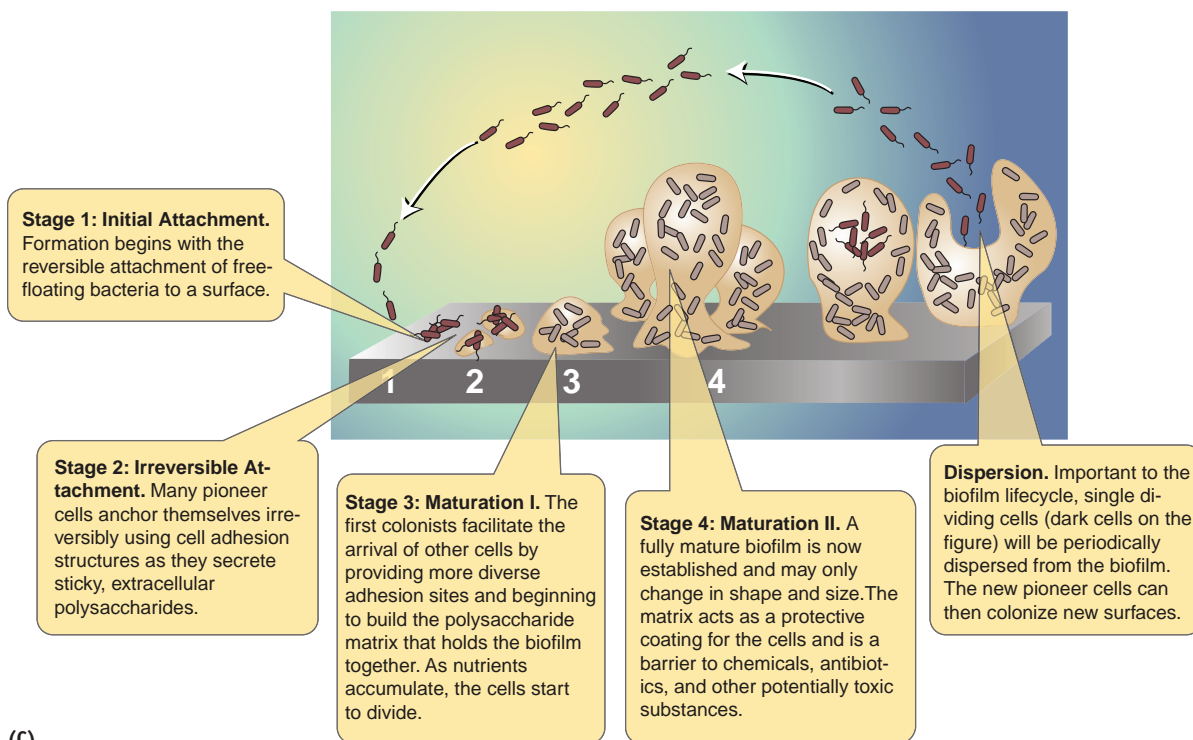 Stage 1: Initial Attachment.
Formation begins with the
reversible attachment of free-
floating bacteria to a surface.
1
2
3
4
Stage 2: Irreversible At-
tachment. Many pioneer
cells anchor themselves irre-
versibly using cell adhesion
structures as they secrete
sticky, extracellular
polysaccharides.
Stage 3: Maturation I. The
first colonists facilitate the
arrival of other cells by
providing more diverse
adhesion sites and beginning
to build the polysaccharide
matrix that holds the biofilm
together. As nutrients
accumulate, the cells start
to divide.
Stage 4: Maturation II. A
fully mature biofilm is now
established and may only
change in shape and size.The
matrix acts as a protective
coating for the cells and is a
barrier to chemicals, antibiot-
ics, and other potentially toxic
substances.
Dispersion. Important to the
biofilm lifecycle, single di-
viding cells (dark cells on the
figure) will be periodically
dispersed from the biofilm.
The new pioneer cells can
then colonize new surfaces.
(c)